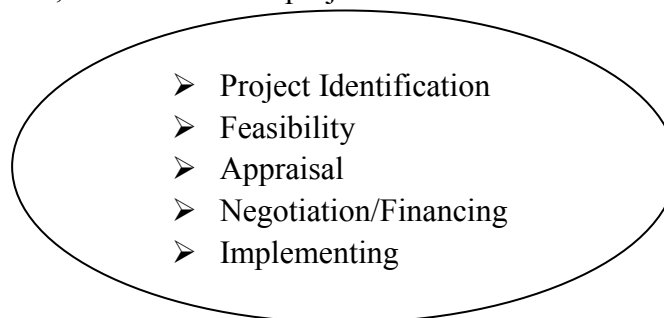 ➢ Project Identification
➢ Feasibility
➢ Appraisal
➢ Negotiation/Financing
➢ Implementing